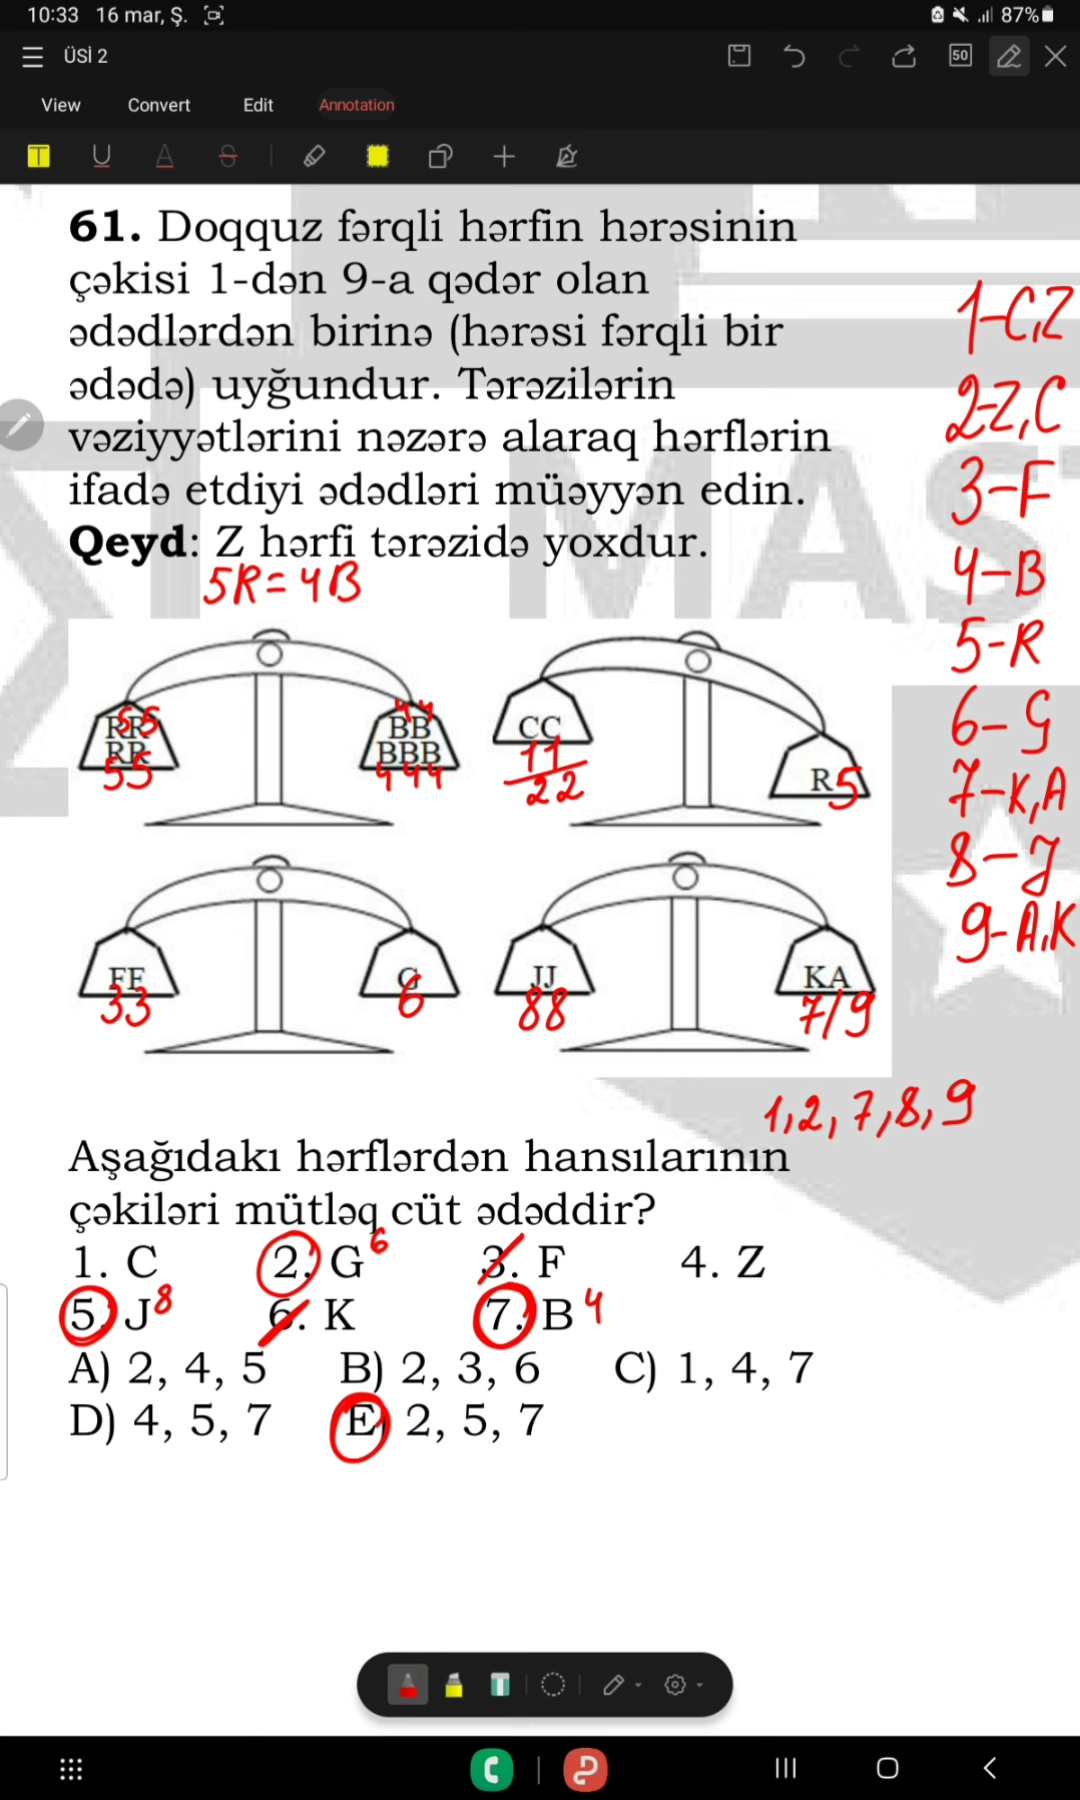 10:33 16 mar, Ş. 87%
ÜSİ 2
50
View Convert Edit Annotation
T U A S
61. Doqquz fərqli hərfin hərəsinin
çəkisi 1-dən 9-a qədər olan
ədədlərdən birinə (hərəsi fərqli bir
ədədə) uyğundur. Tərəzilərin
vəziyyətlərini nəzərə alaraq hərflərin
ifadə etdiyi ədədləri müəyyən edin.
Qeyd: Z hərfi tərəzidə yoxdur.
5R=4B
1-C,Z
2-Z,C
3-F
4-B
5-R
6-G
7-K,A
8-J
9-A,K
MAST
RR
55
RR
55
BB
44
BBB
444
CC
11
22
R5
FF
33
G
6
JJ
88
KA
7/9
1,2,7,8,9
Aşağıdakı hərflərdən hansılarının
çəkiləri mütləq cüt ədəddir?
1. C 2. G 6 3. F 4. Z
5. J 8 6. K 7. B 4
A) 2, 4, 5 B) 2, 3, 6 C) 1, 4, 7
D) 4, 5, 7 E) 2, 5, 7